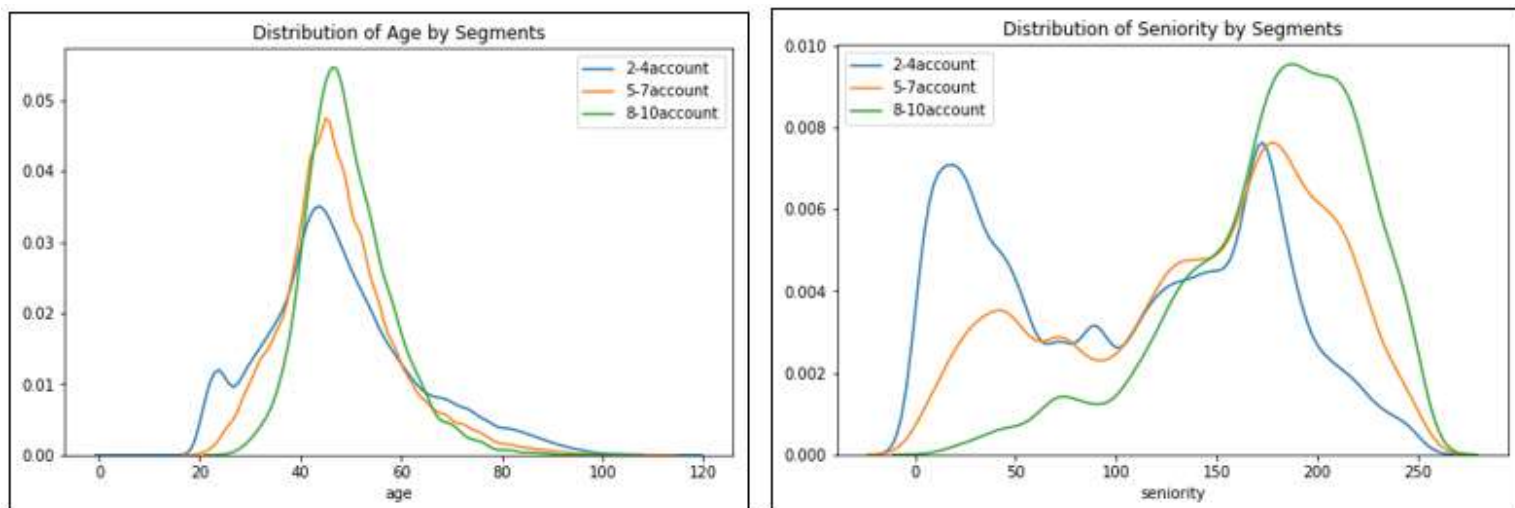 Distribution of Age by Segments
2-4account
5-7account
8-10account
0.05
0.04
0.03
0.02
0.01
0.00
0 20 40 60 80 100 120
age
Distribution of Seniority by Segments
2-4account
5-7account
8-10account
0.010
0.008
0.006
0.004
0.002
0.000
0 50 100 150 200 250
seniority